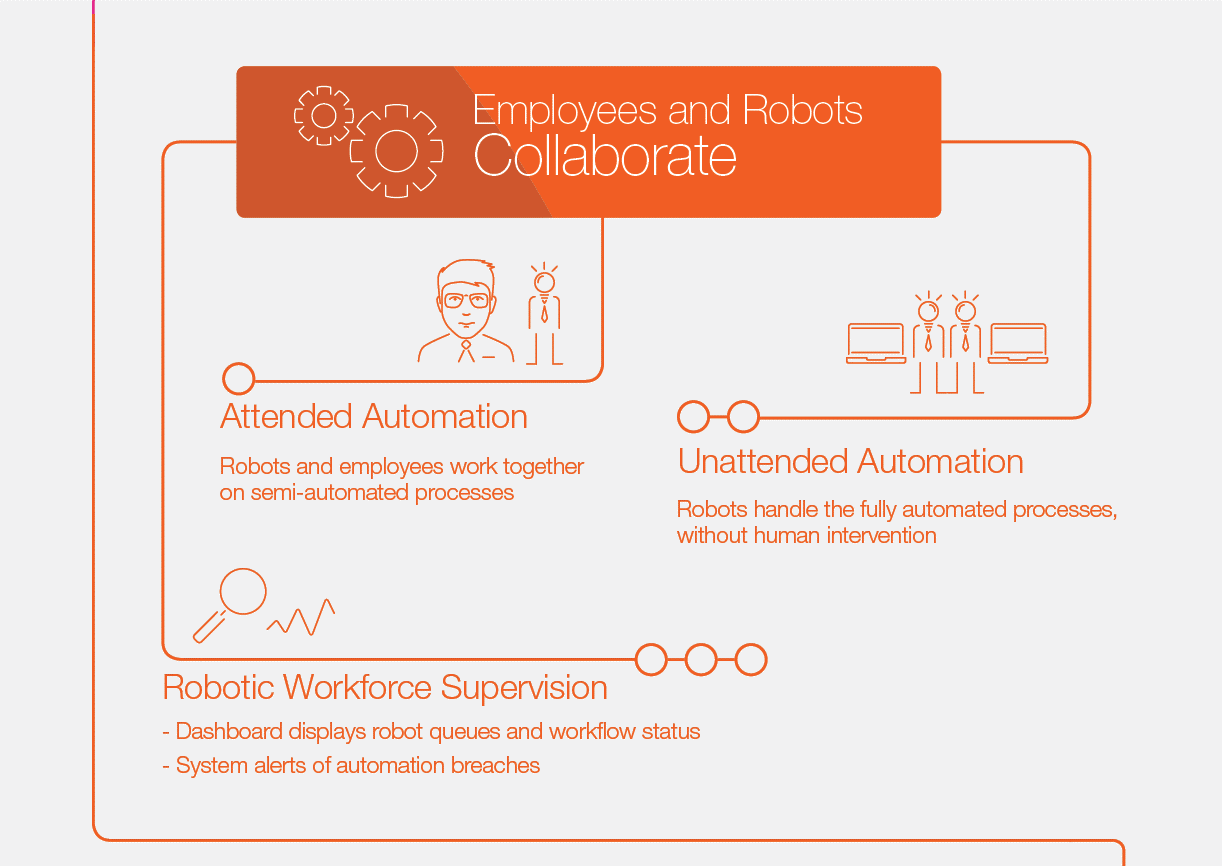 Employees and Robots
Collaborate
Attended Automation
Robots and employees work together
on semi-automated processes
Unattended Automation
Robots handle the fully automated processes,
without human intervention
Robotic Workforce Supervision
- Dashboard displays robot queues and workflow status
- System alerts of automation breaches